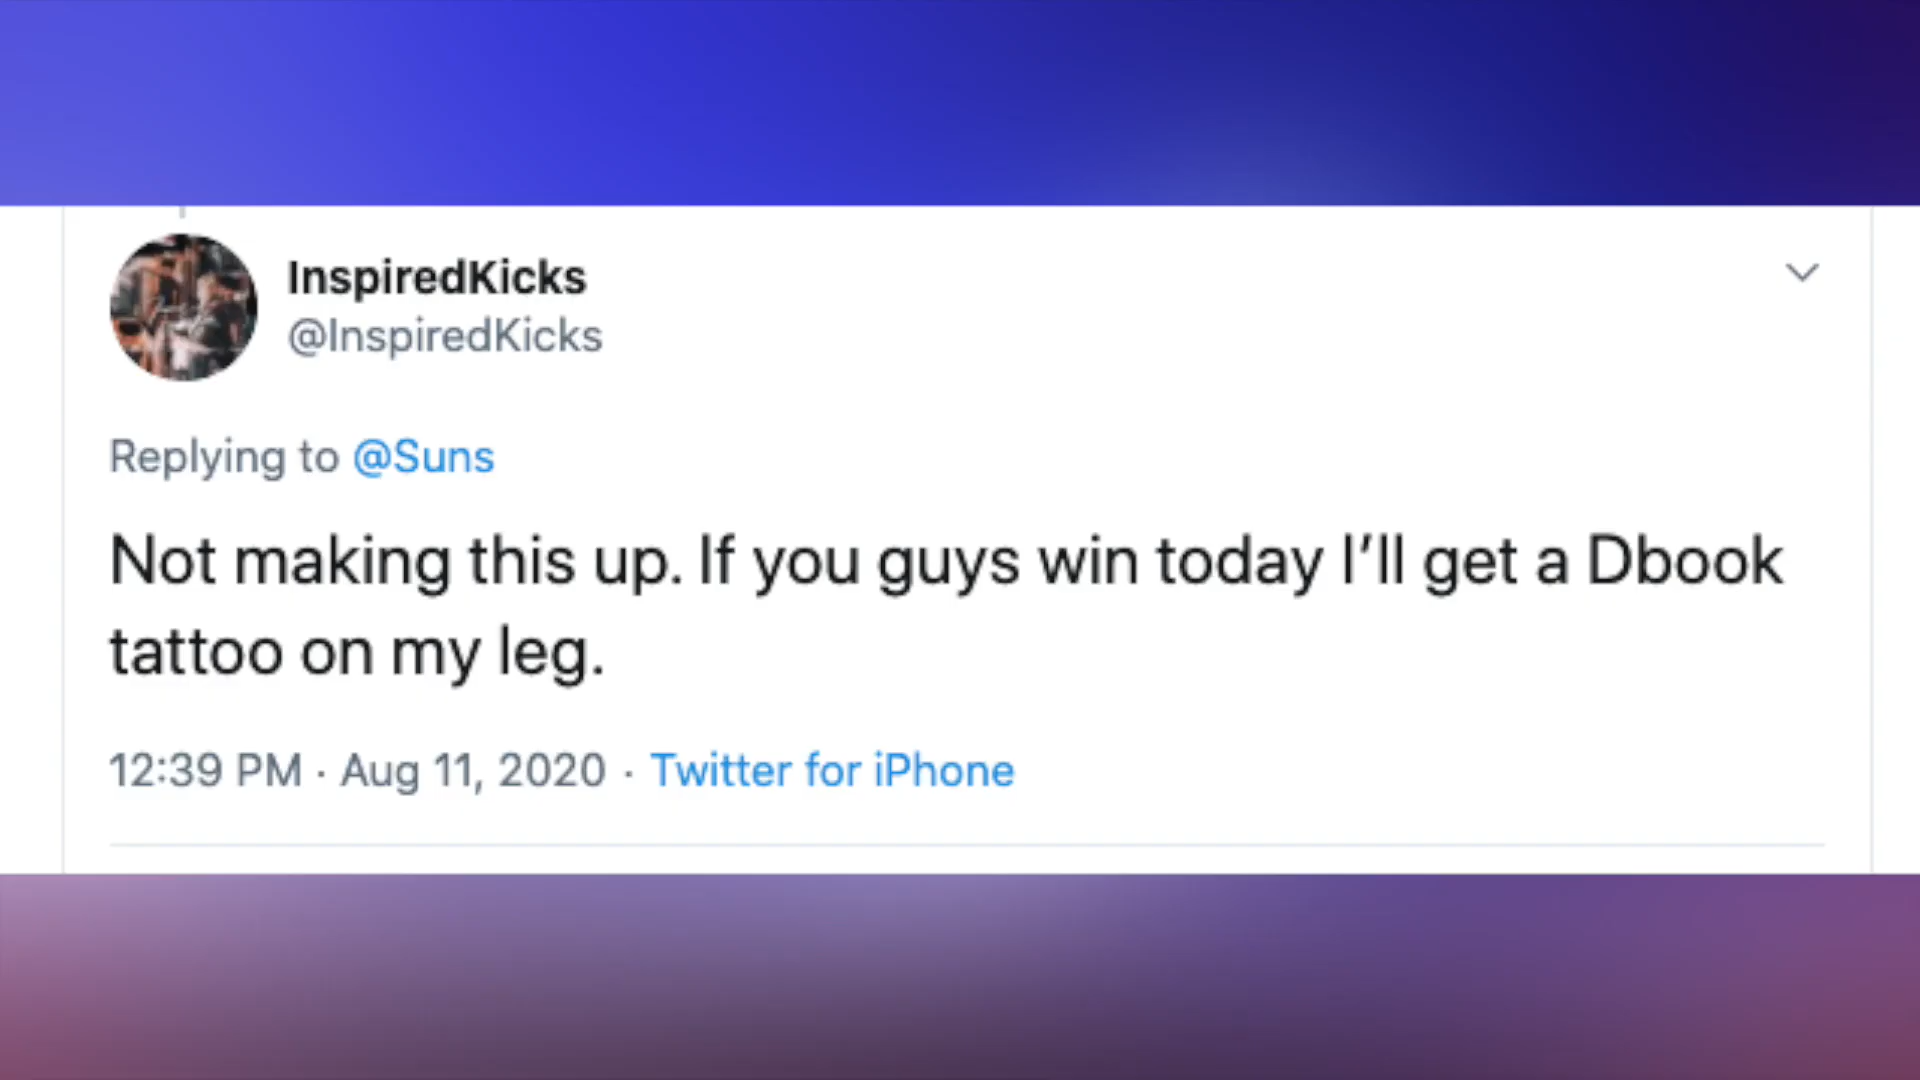 InspiredKicks
@InspiredKicks
Replying to @Suns
Not making this up. If you guys win today I’ll get a Dbook
tattoo on my leg.
12:39 PM · Aug 11, 2020 · Twitter for iPhone